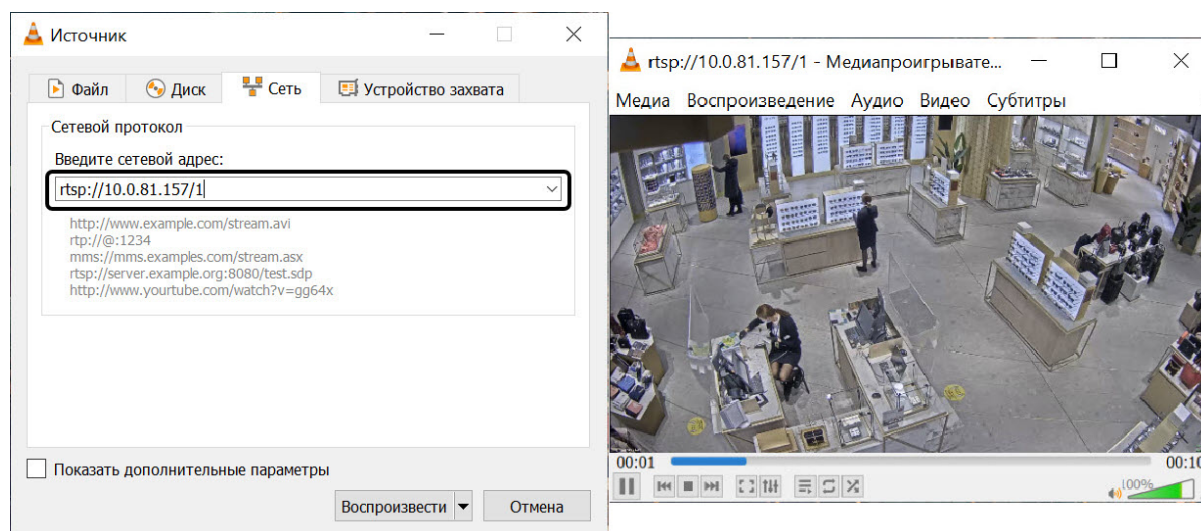 Источник
Файл
Диск
Сеть
Устройство захвата
Сетевой протокол
Введите сетевой адрес:
rtsp://10.0.81.157/1
http://www.example.com/stream.avi
rtp://@:1234
mms://mms.examples.com/stream.asx
rtsp://server.example.org:8080/test.sdp
http://www.yourtube.com/watch?v=gg64x
Показать дополнительные параметры
Воспроизвести
Отмена
rtsp://10.0.81.157/1 - Медиапроигрывате...
Медиа Воспроизведение Аудио Видео Субтитры
00:01
00:10
100%